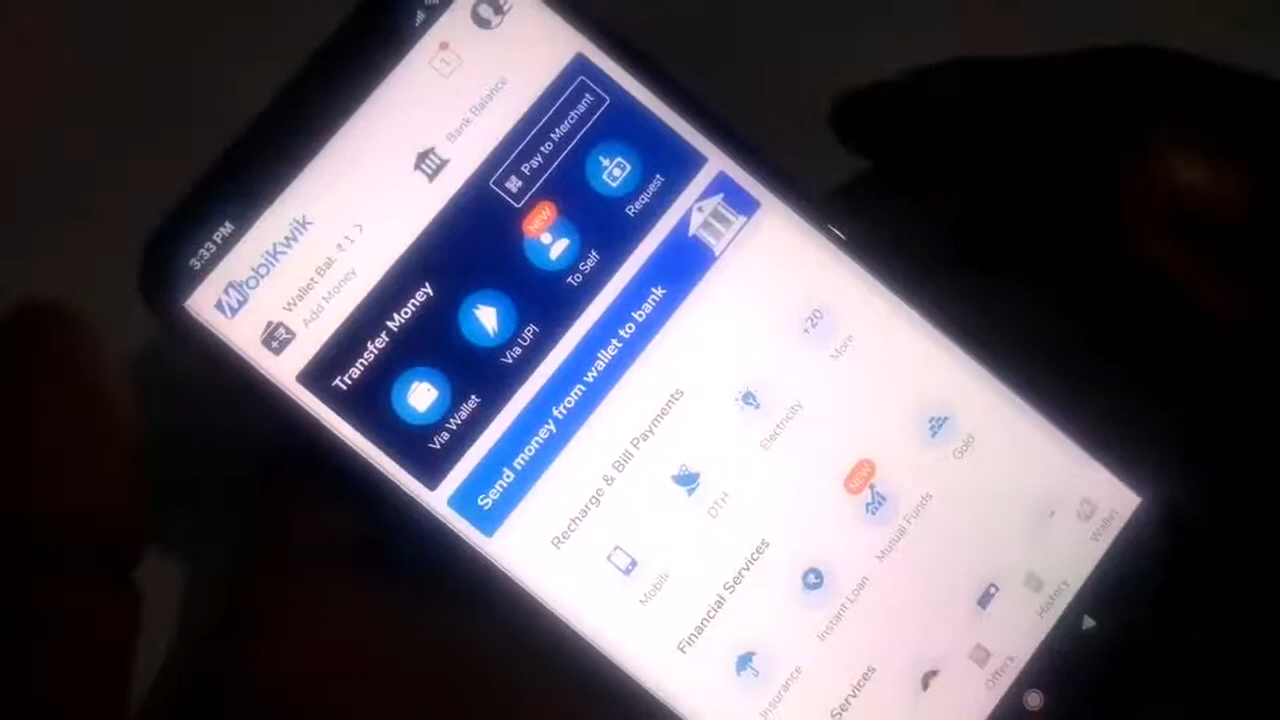 3:33 PM
MobiKwik
1
Wallet Bal: ₹ 1 >
Add Money
Bank Balance
Transfer Money
Pay to Merchant
Via Wallet
Via UPI
NEW
To Self
Request
Send money from wallet to bank
Recharge & Bill Payments
Mobile
DTH
Electricity
+20
More
Financial Services
Insurance
Instant Loan
NEW
Mutual Funds
Gold
Services
Offers
History
Wallet